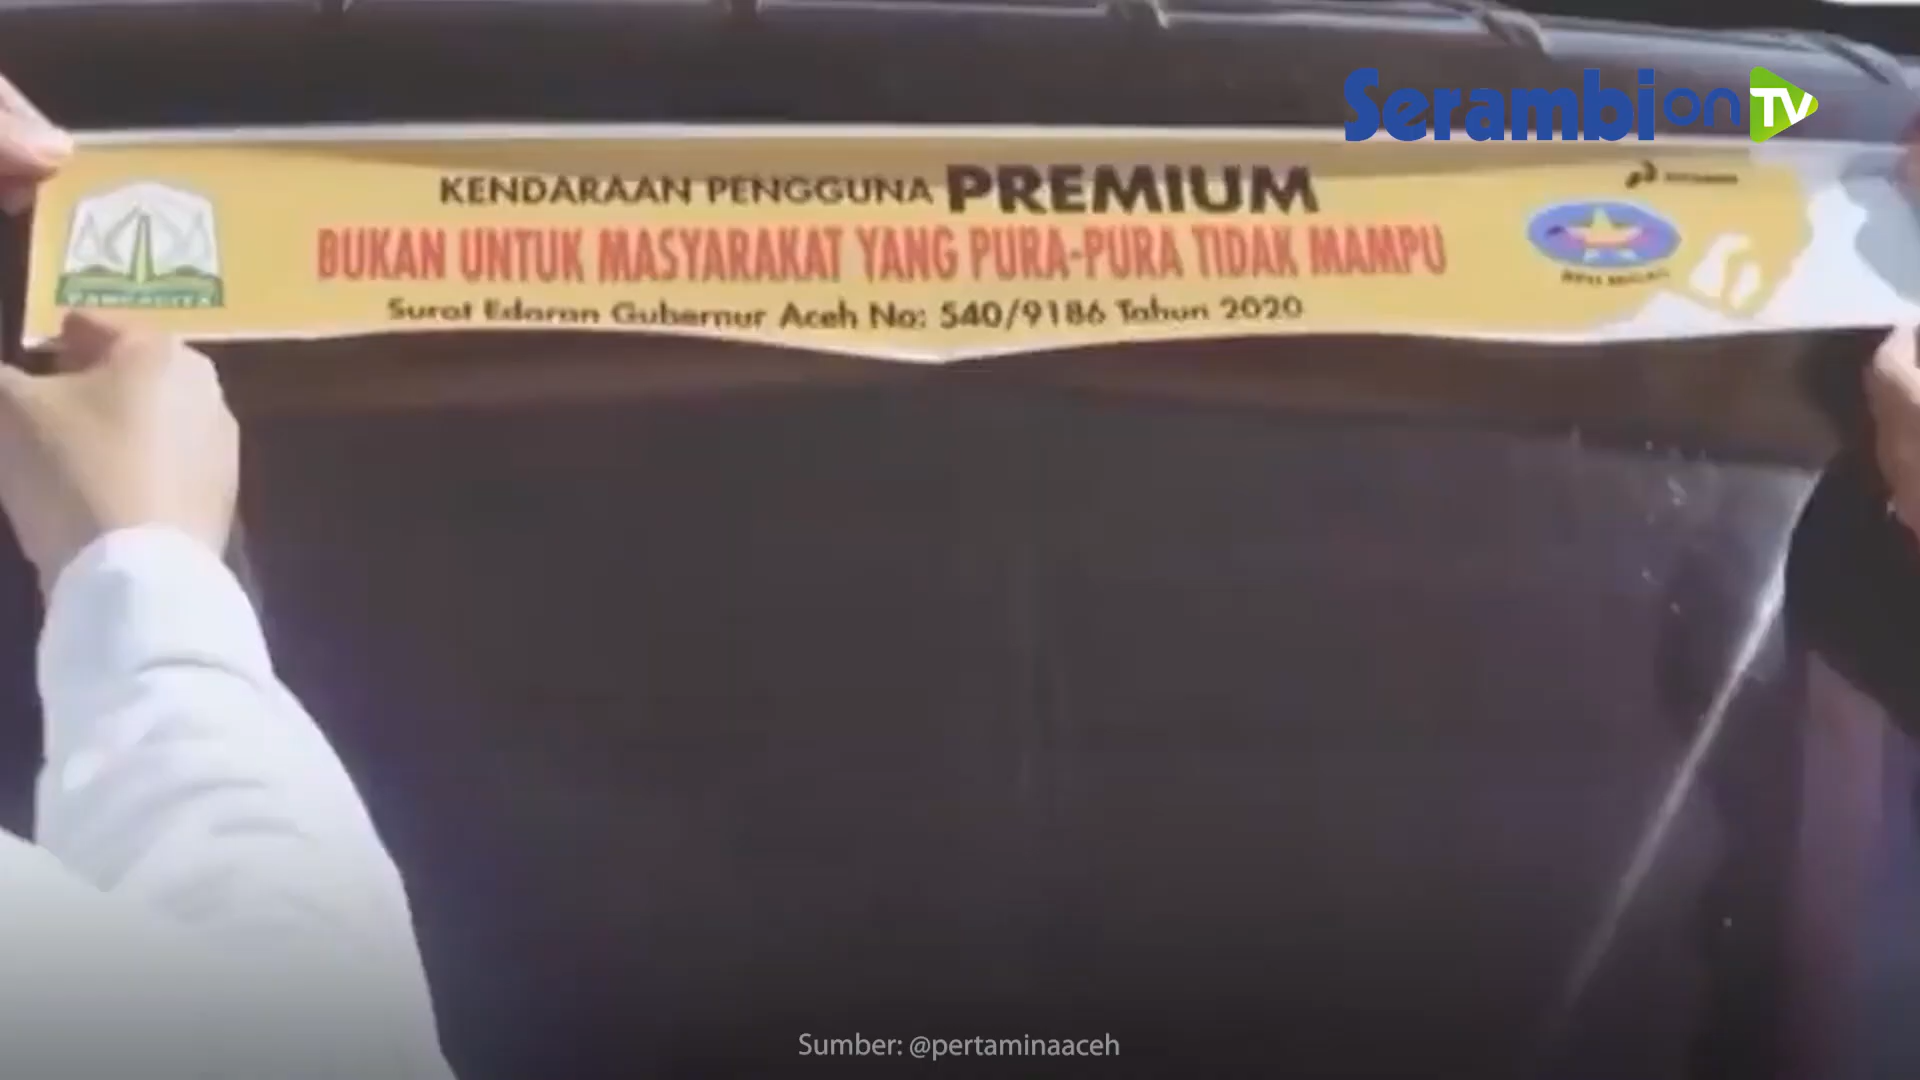 Serambi on TV
KENDARAAN PENGGUNA PREMIUM
BUKAN UNTUK MASYARAKAT YANG PURA-PURA TIDAK MAMPU
Surat Edaran Gubernur Aceh No: 540/9186 Tahun 2020
PANCACITA
Sumber: @pertaminaaceh